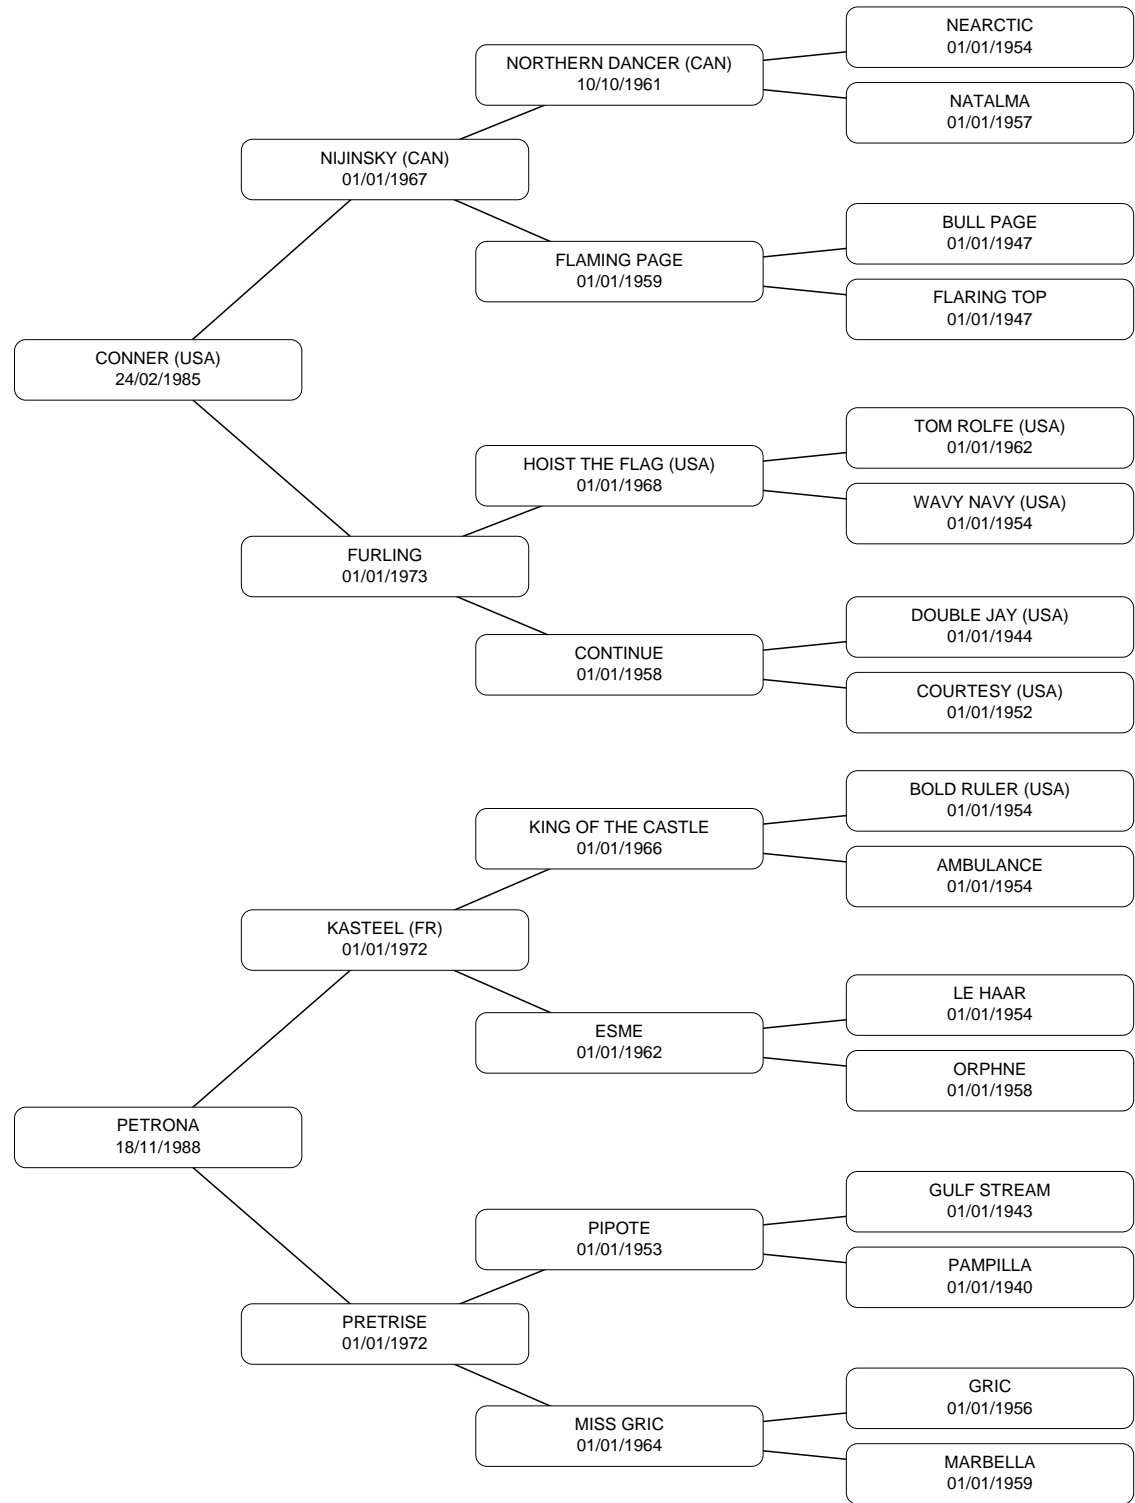 NEARCTIC
01/01/1954
NORTHERN DANCER (CAN)
10/10/1961
NATALMA
01/01/1957
NIJINSKY (CAN)
01/01/1967
BULL PAGE
01/01/1947
FLAMING PAGE
01/01/1959
FLARING TOP
01/01/1947
CONNER (USA)
24/02/1985
TOM ROLFE (USA)
01/01/1962
HOIST THE FLAG (USA)
01/01/1968
WAVY NAVY (USA)
01/01/1954
FURLING
01/01/1973
DOUBLE JAY (USA)
01/01/1944
CONTINUE
01/01/1958
COURTESY (USA)
01/01/1952
BOLD RULER (USA)
01/01/1954
KING OF THE CASTLE
01/01/1966
AMBULANCE
01/01/1954
KASTEEL (FR)
01/01/1972
LE HAAR
01/01/1954
ESME
01/01/1962
ORPHNE
01/01/1958
PETRONA
18/11/1988
GULF STREAM
01/01/1943
PIPOTE
01/01/1953
PAMPILLA
01/01/1940
PRETRISE
01/01/1972
GRIC
01/01/1956
MISS GRIC
01/01/1964
MARBELLA
01/01/1959